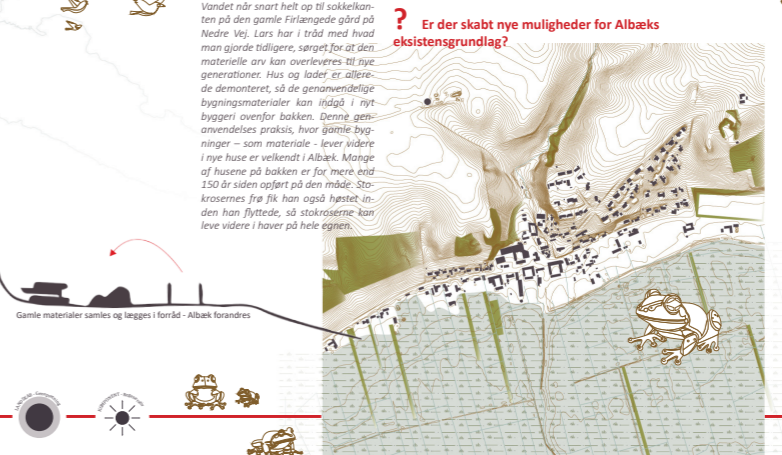 Vandet når snart helt op til sokkelkan-
ten på den gamle Firlængede gård på
Nedre Vej. Lars har i tråd med hvad
man gjorde tidligere, sørget for at den
materielle arv kan overleveres til nye
generationer. Hus og lader er allere-
de demonteret, så de genanvendelige
bygningsmaterialer kan indgå i nyt
byggeri ovenfor bakken. Denne gen-
anvendelses praksis, hvor gamle byg-
ninger – som materiale - lever videre
i nye huse er velkendt i Albæk. Mange
af husene på bakken er for mere end
150 år siden opført på den måde. Sto-
krosernes frø fik han også høstet in-
den han flyttede, så stokroserne kan
leve videre i haver på hele egnen.
? Er der skabt nye muligheder for Albæks
eksistensgrundlag?
Gamle materialer samles og lægges i forråd - Albæk forandres